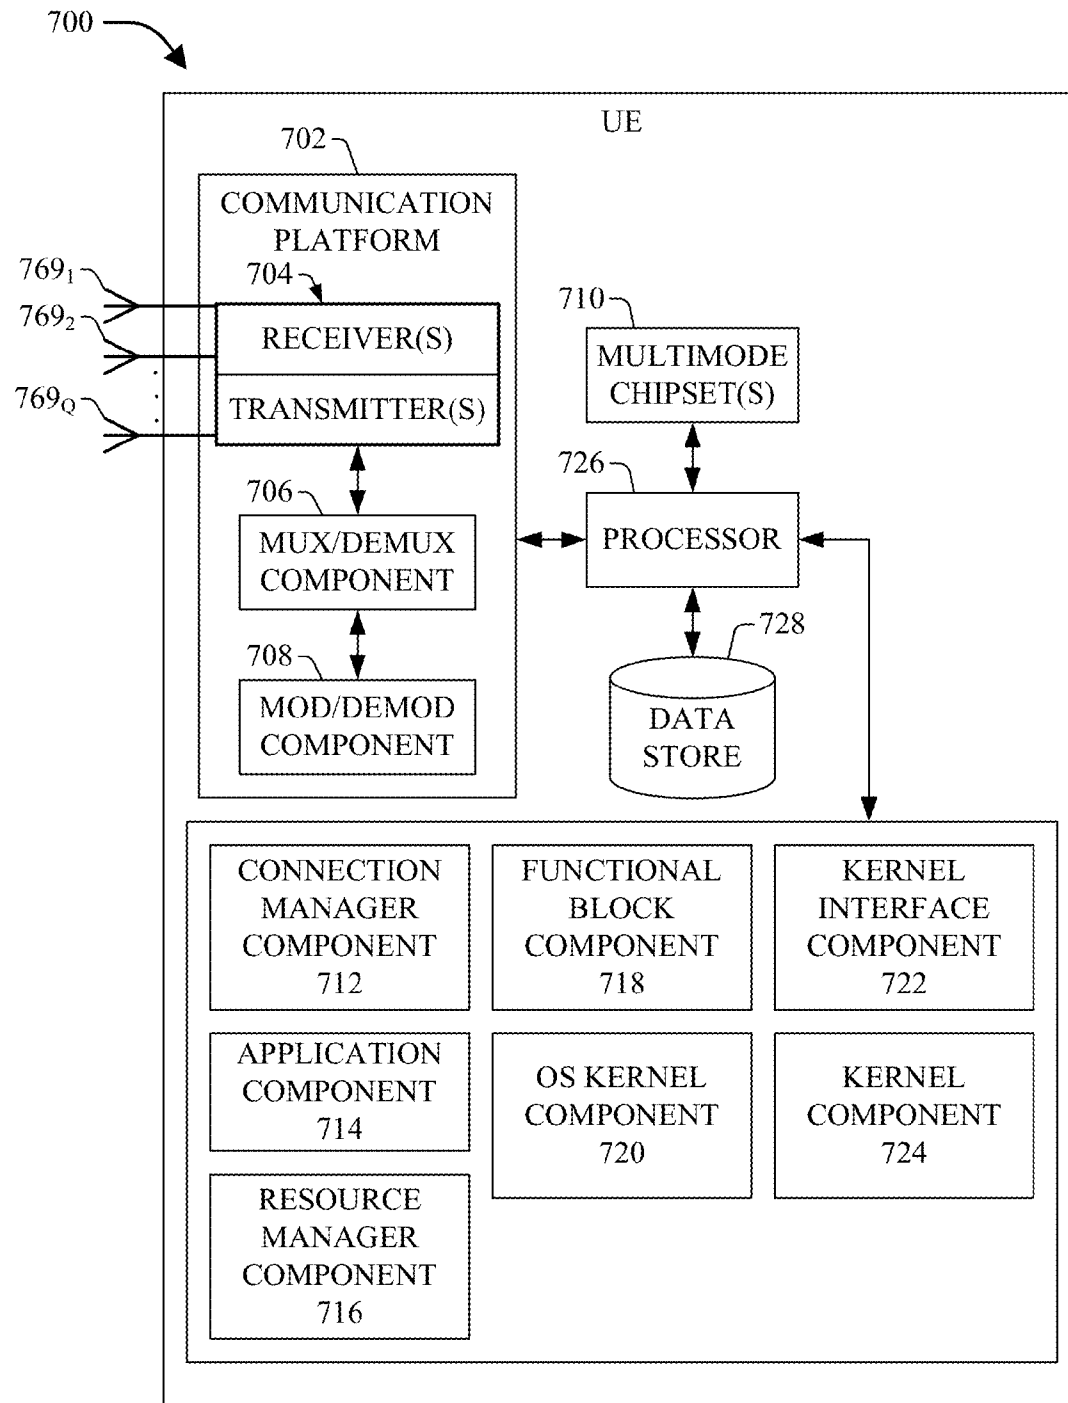 700
UE
702
COMMUNICATION
PLATFORM
769₁
704
RECEIVER(S)
769₂
769Q
TRANSMITTER(S)
706
MUX/DEMUX
COMPONENT
708
MOD/DEMOD
COMPONENT
710
MULTIMODE
CHIPSET(S)
726
PROCESSOR
728
DATA
STORE
CONNECTION
MANAGER
COMPONENT
712
FUNCTIONAL
BLOCK
COMPONENT
718
KERNEL
INTERFACE
COMPONENT
722
APPLICATION
COMPONENT
714
OS KERNEL
COMPONENT
720
KERNEL
COMPONENT
724
RESOURCE
MANAGER
COMPONENT
716